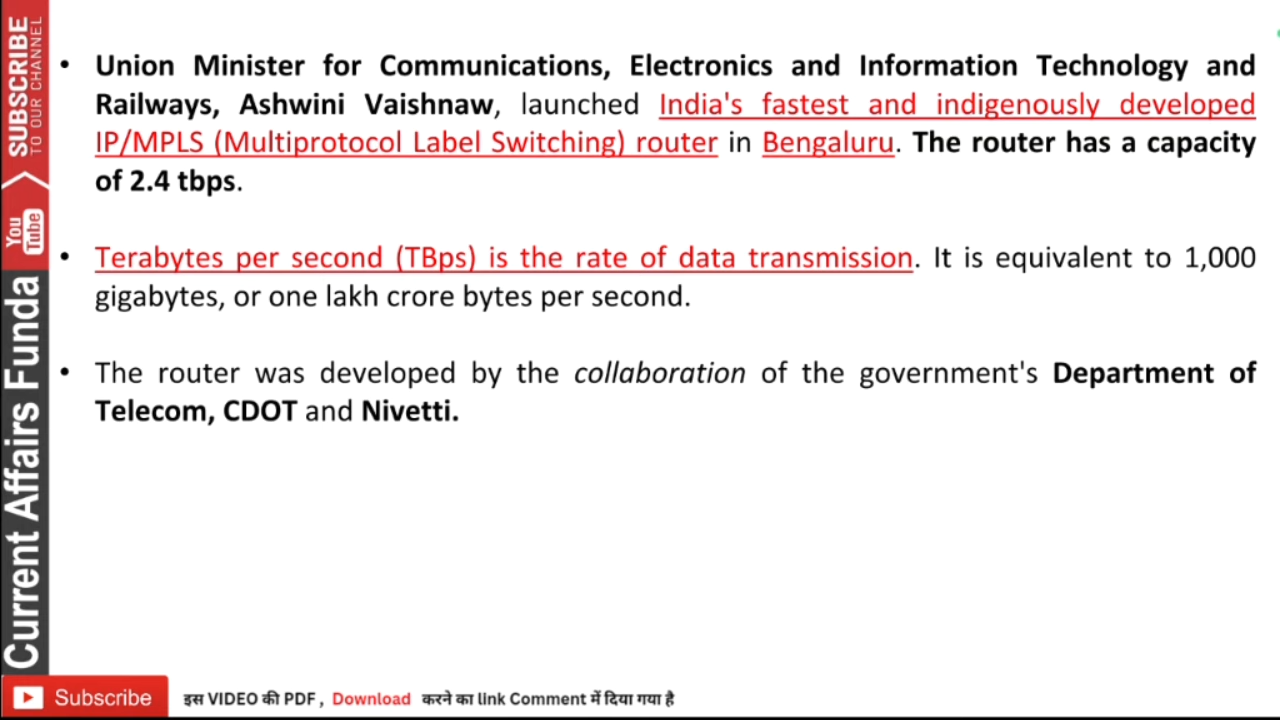 SUBSCRIBE
TO OUR CHANNEL
You
Tube
Current Affairs Funda
• Union Minister for Communications, Electronics and Information Technology and
Railways, Ashwini Vaishnaw, launched India's fastest and indigenously developed
IP/MPLS (Multiprotocol Label Switching) router in Bengaluru. The router has a capacity
of 2.4 tbps.
• Terabytes per second (TBps) is the rate of data transmission. It is equivalent to 1,000
gigabytes, or one lakh crore bytes per second.
• The router was developed by the collaboration of the government's Department of
Telecom, CDOT and Nivetti.
Subscribe
इस VIDEO की PDF , Download करने का link Comment में दिया गया है